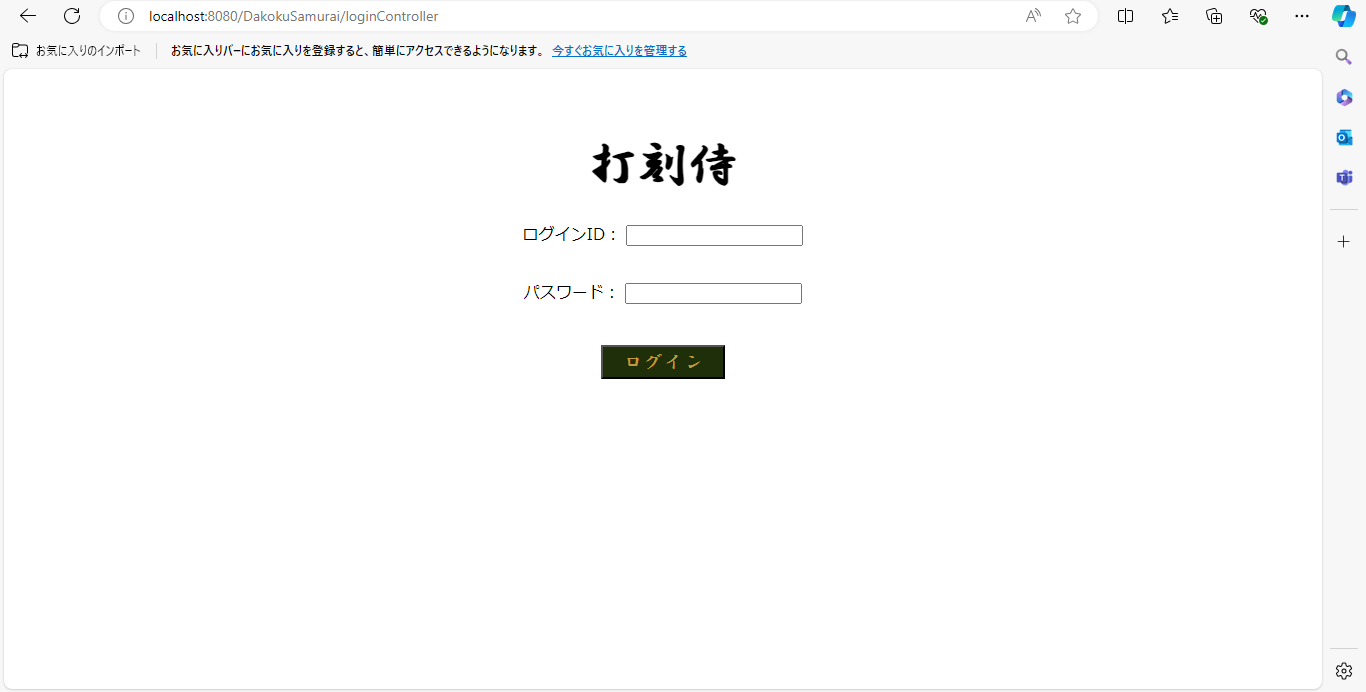 localhost:8080/DakokuSamurai/loginController
お気に入りのインポート
お気に入りバーにお気に入りを登録すると、簡単にアクセスできるようになります。 今すぐお気に入りを管理する
打刻侍
ログインID：
パスワード：
ログイン